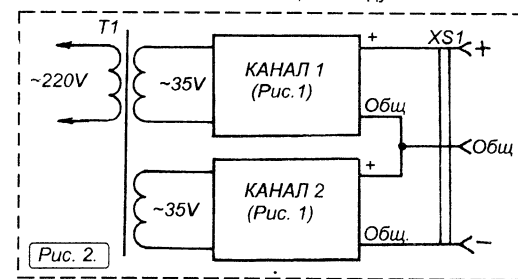 T1
~220V
~35V
КАНАЛ 1
(Рис.1)
+
Общ
XS1
+
Общ
~35V
КАНАЛ 2
(Рис. 1)
+
Общ.
−
Рис. 2.